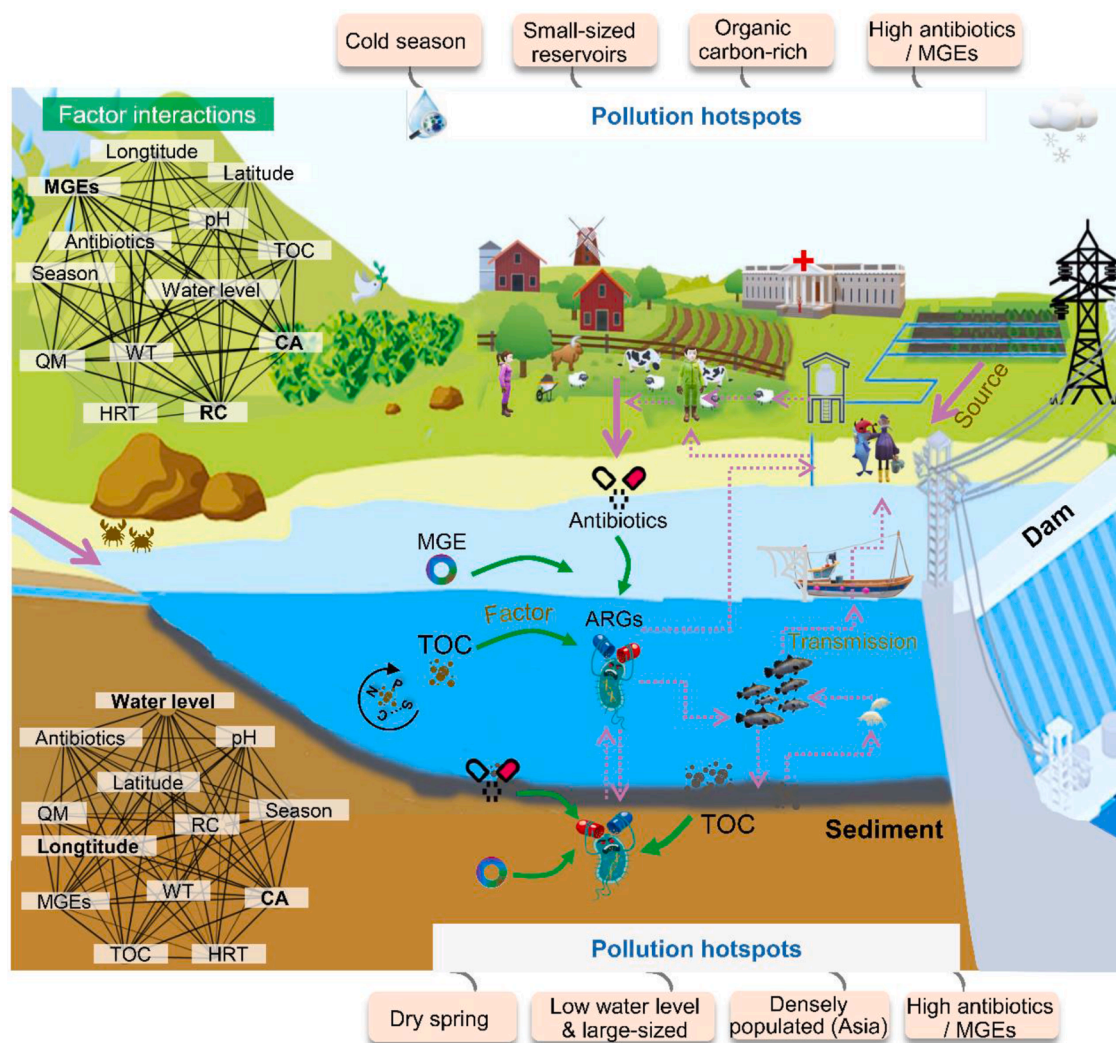 Cold season
Small-sized
reservoirs
Organic
carbon-rich
High antibiotics
/ MGEs
Pollution hotspots
Factor interactions
Longtitude
Latitude
MGEs
pH
Antibiotics
TOC
Season
Water level
CA
QM
WT
HRT
RC
Source
Antibiotics
Dam
MGE
Factor
ARGs
TOC
Transmission
N P S ... C
Water level
Antibiotics
pH
Latitude
QM
RC
Season
Longtitude
MGEs
WT
CA
TOC
HRT
TOC
Sediment
Pollution hotspots
Dry spring
Low water level
& large-sized
Densely
populated (Asia)
High antibiotics
/ MGEs